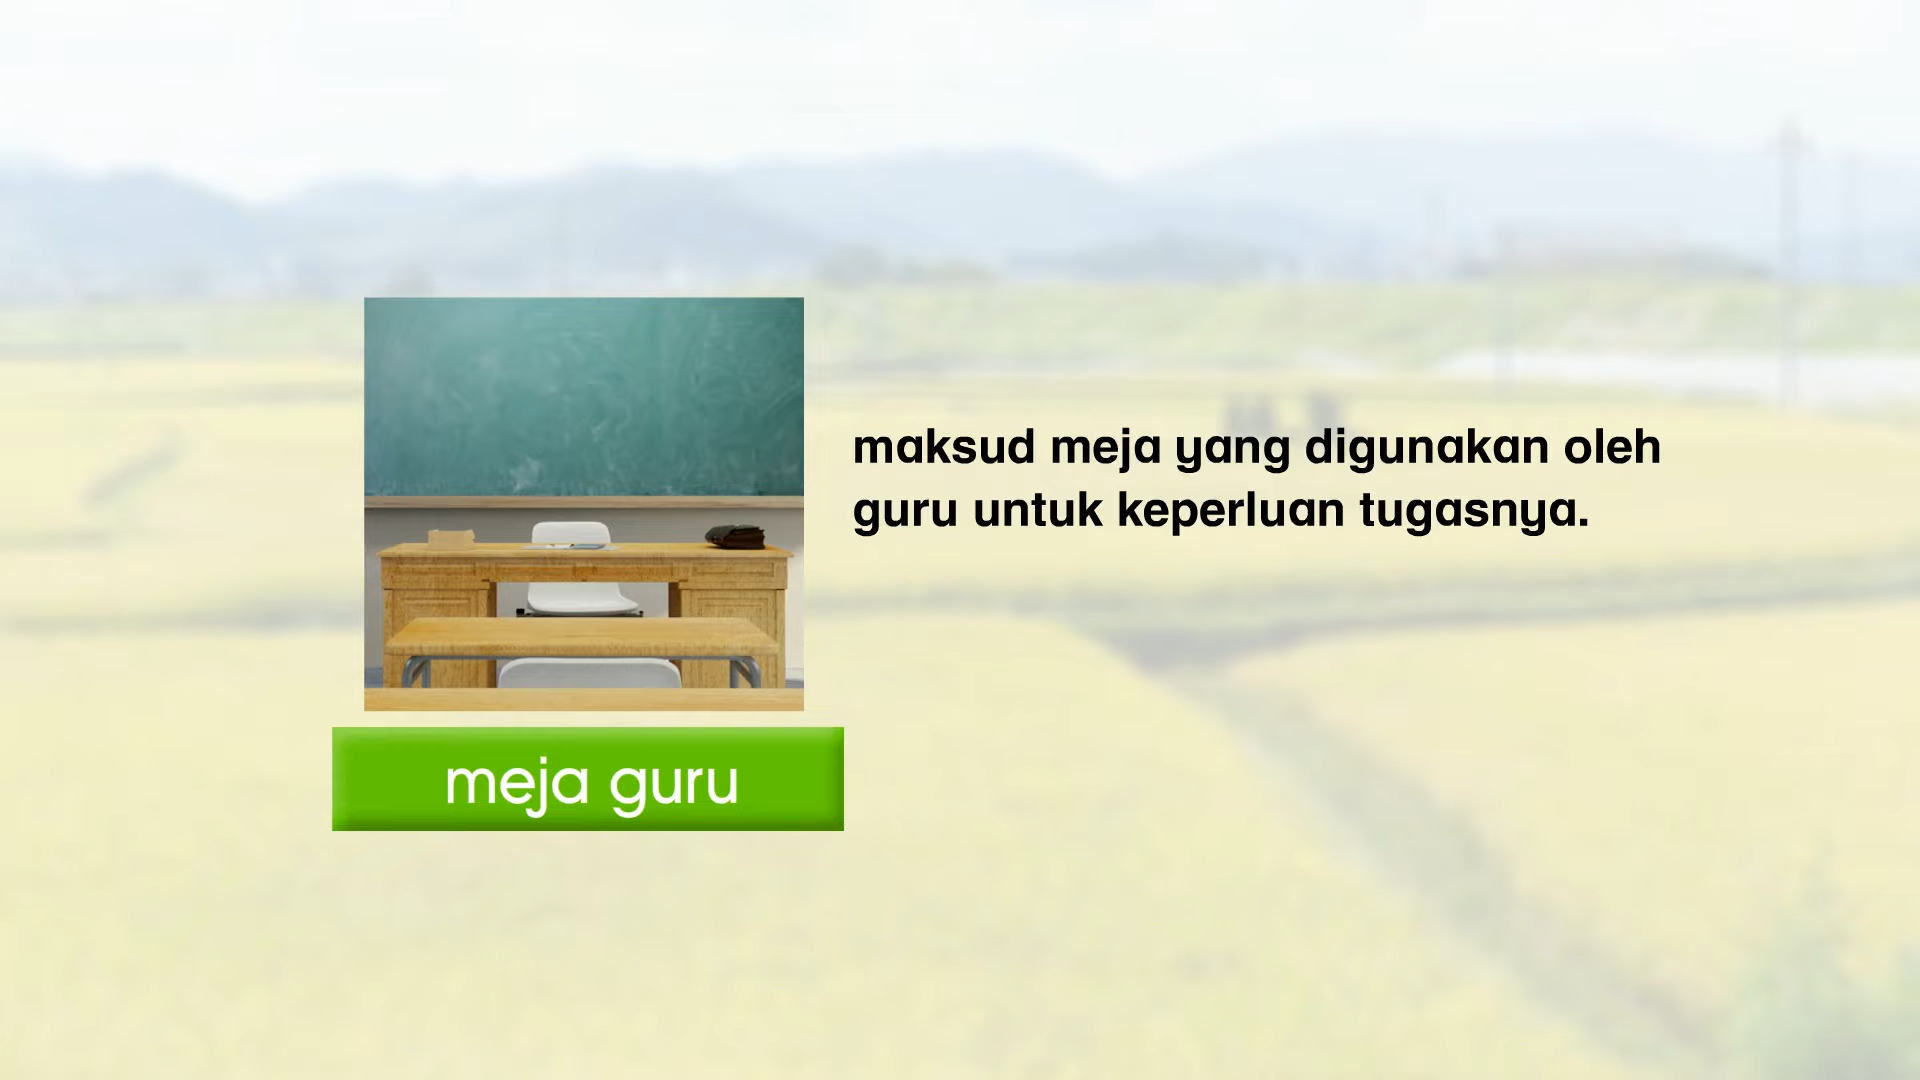 maksud meja yang digunakan oleh
guru untuk keperluan tugasnya.
meja guru